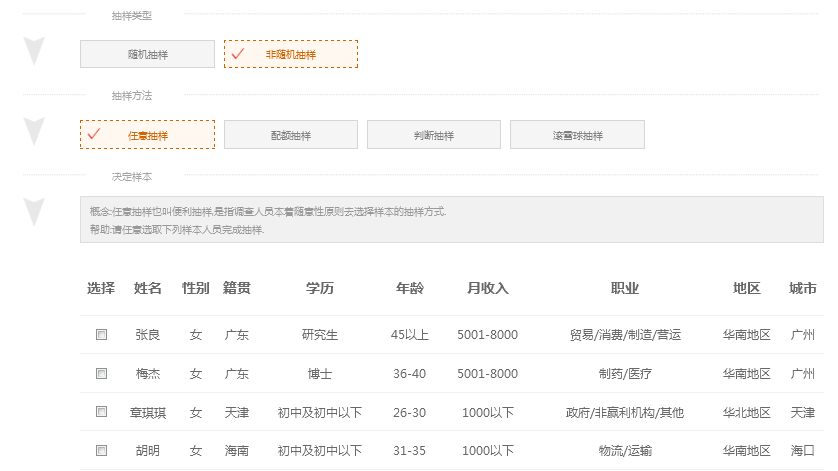 抽样类型
随机抽样 非随机抽样
抽样方法
任意抽样 配额抽样 判断抽样 滚雪球抽样
决定样本
概念:任意抽样也叫便利抽样,是指调查人员本着随意性原则去选择样本的抽样方式.
帮助:请任意选取下列样本人员完成抽样.
选择 姓名 性别 籍贯 学历 年龄 月收入 职业 地区 城市
张良 女 广东 研究生 45以上 5001-8000 贸易/消费/制造/营运 华南地区 广州
梅杰 女 广东 博士 36-40 5001-8000 制药/医疗 华南地区 广州
章琪琪 女 天津 初中及初中以下 26-30 1000以下 政府/非赢利机构/其他 华北地区 天津
胡明 女 海南 初中及初中以下 31-35 1000以下 物流/运输 华南地区 海口